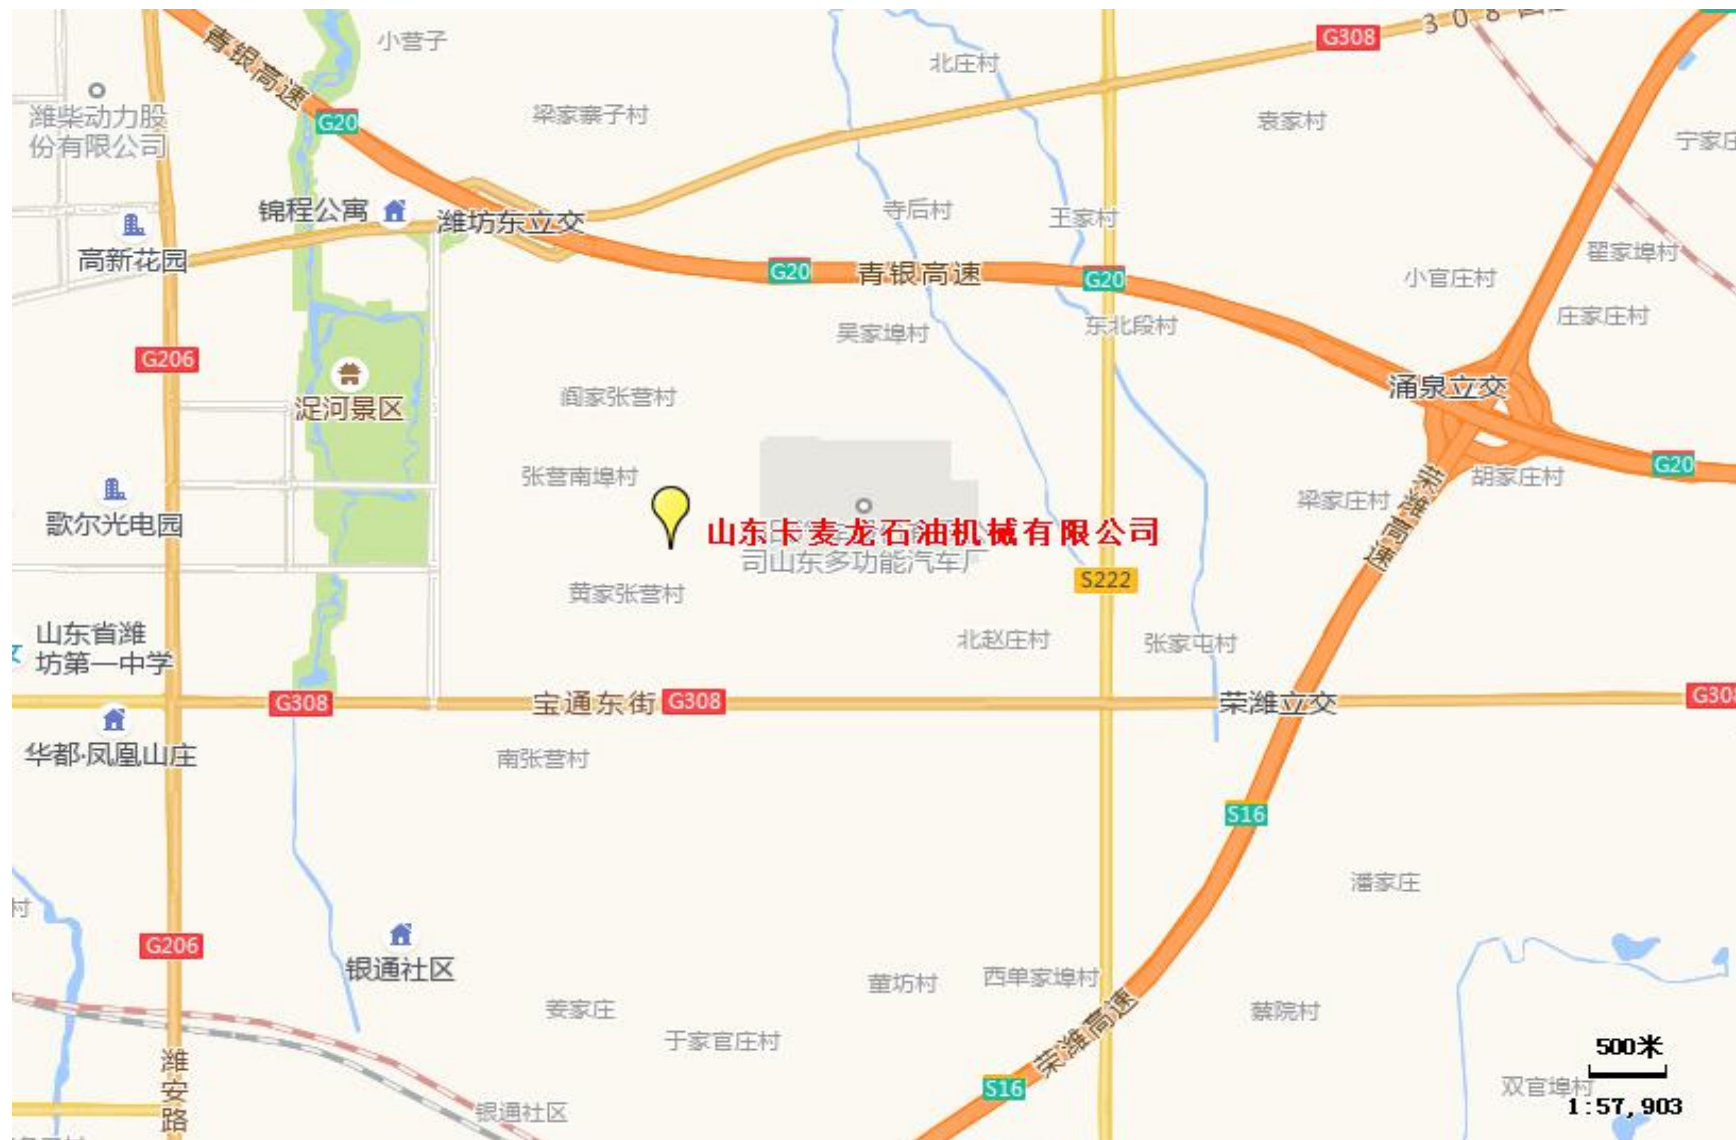 308
G308
小营子
青银高速
北庄村
潍柴动力股
份有限公司
G20
梁家寨子村
袁家村
锦程公寓
潍坊东立交
寺后村
王家村
高新花园
翟家埠村
G20
青银高速
G20
小官庄村
庄家庄村
吴家埠村
东北段村
G206
浞河景区
阎家张营村
涌泉立交
G20
张营南埠村
胡家庄村
梁家庄村
荣潍高速
歌尔光电园
山东卡麦龙石油机械有限公司
司山东多功能汽车厂
S222
黄家张营村
山东省潍
坊第一中学
北赵庄村
张家屯村
G308
宝通东街
G308
荣潍立交
G308
华都·凤凰山庄
南张营村
S16
潘家庄
村
G206
银通社区
董坊村
西单家埠村
姜家庄
蔡院村
于家官庄村
荣潍高速
500米
潍安路
S16
双官埠村
银通社区
1:57,903